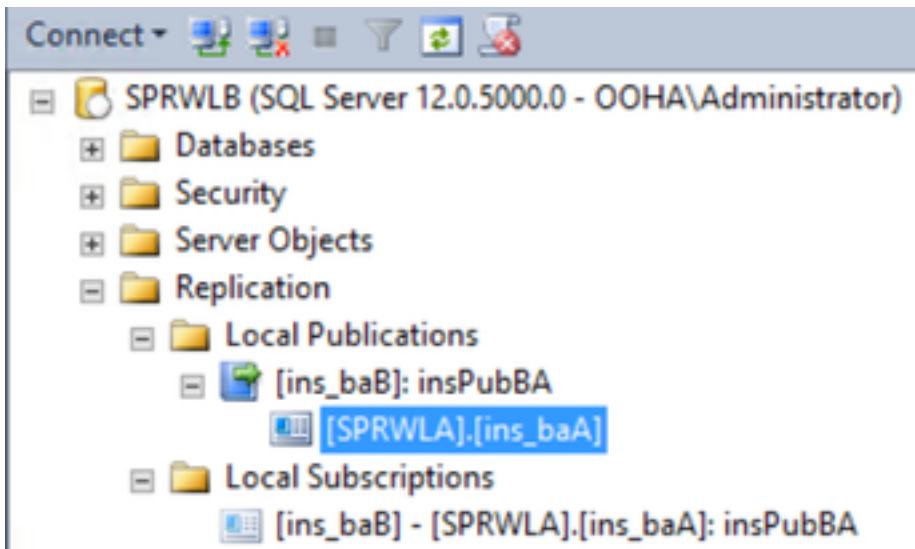 Connect
SPRWLB (SQL Server 12.0.5000.0 - OOHA\Administrator)
Databases
Security
Server Objects
Replication
Local Publications
[ins_baB]: insPubBA
[SPRWLA].[ins_baA]
Local Subscriptions
[ins_baB] - [SPRWLA].[ins_baA]: insPubBA